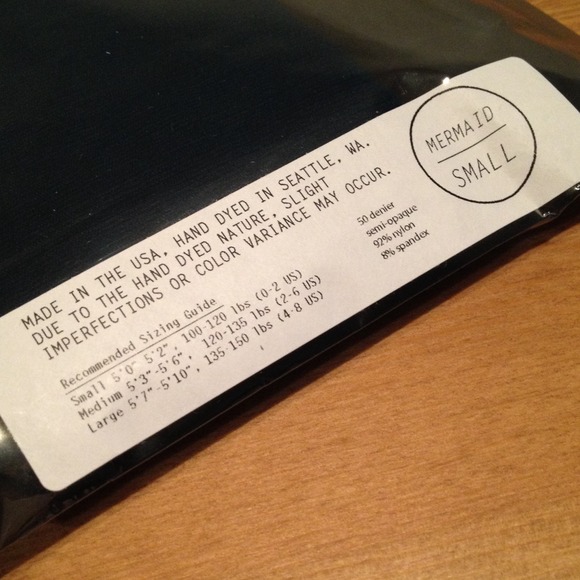 MERMAID
SMALL
MADE IN THE USA, HAND DYED IN SEATTLE, WA.
DUE TO THE HAND DYED NATURE, SLIGHT
IMPERFECTIONS OR COLOR VARIANCE MAY OCCUR.
50 denier
semi-opaque
92% nylon
8% spandex
Recommended Sizing Guide
Small 5'0"-5'2", 100-120 lbs (0-2 US)
Medium 5'3"-5'6", 120-135 lbs (2-6 US)
Large 5'7"-5'10", 135-150 lbs (4-8 US)